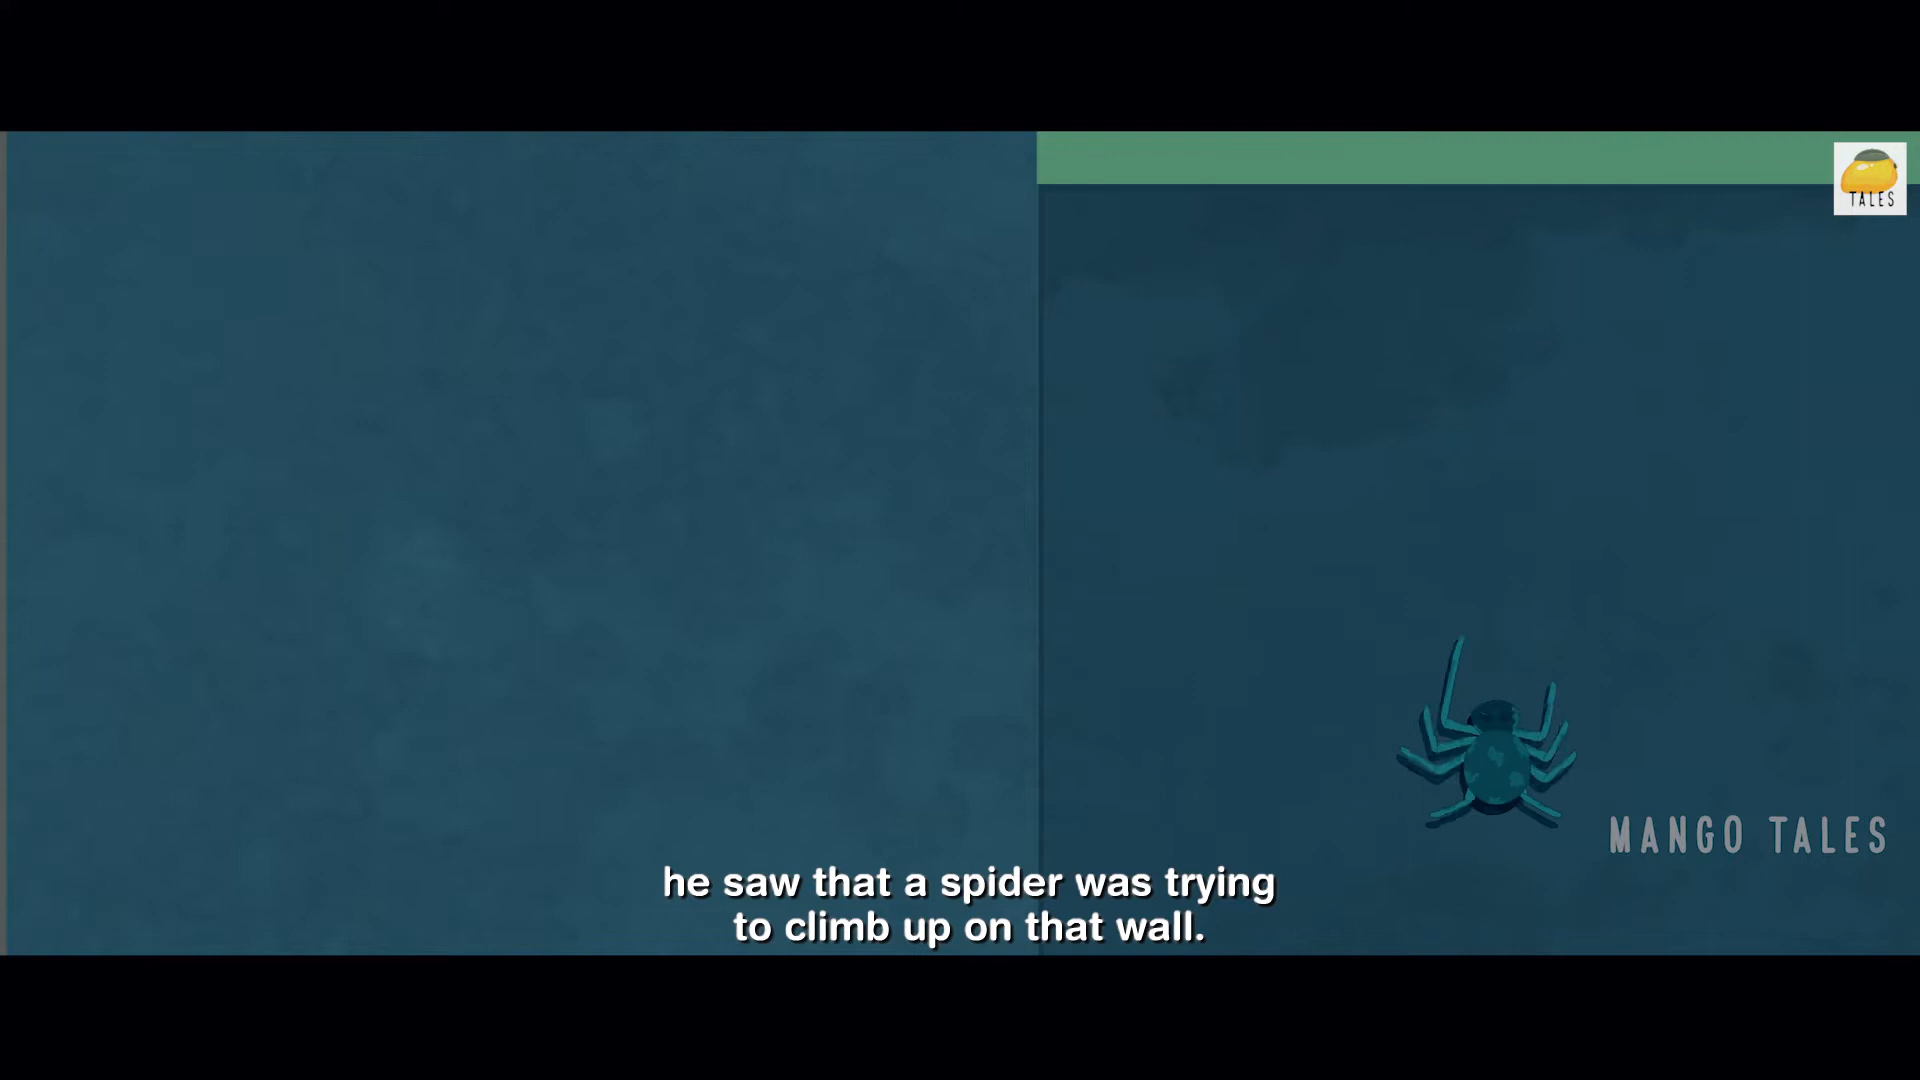 TALES
MANGO TALES
he saw that a spider was trying
to climb up on that wall.